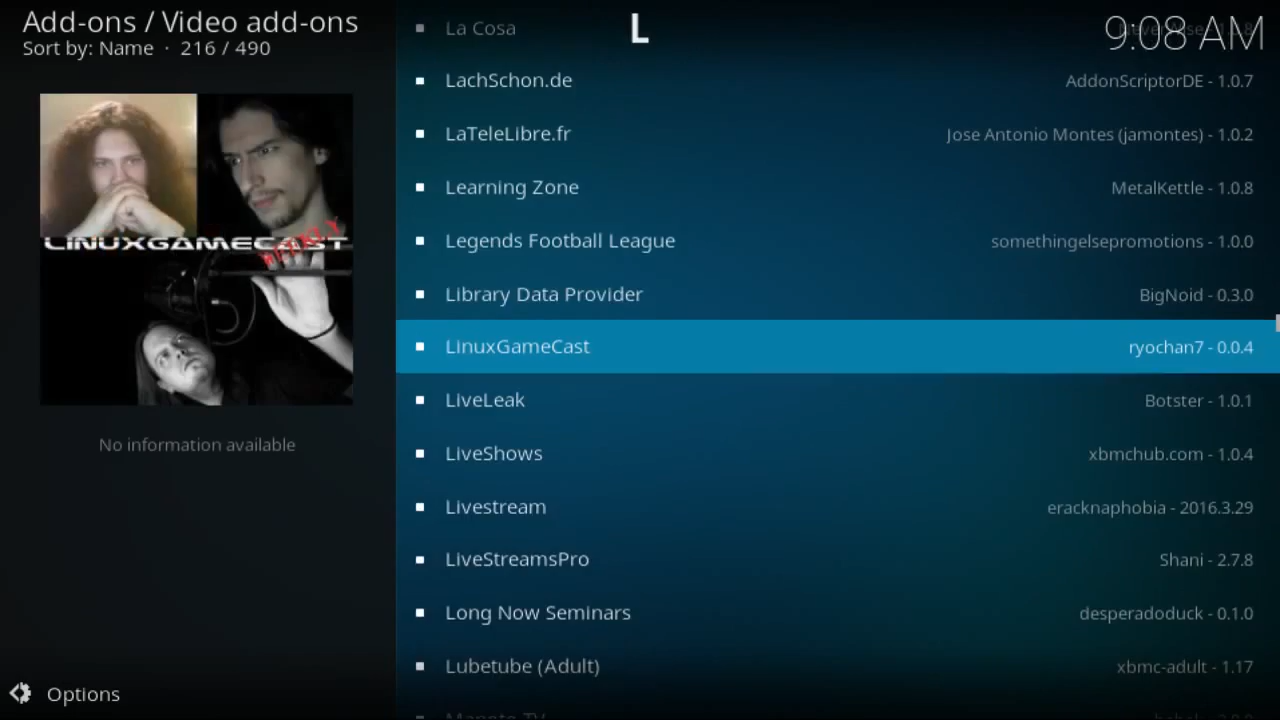 Add-ons / Video add-ons
Sort by: Name · 216 / 490
L
9:08 AM
La Cosa
LachSchon.de AddonScriptorDE - 1.0.7
LaTeleLibre.fr Jose Antonio Montes (jamontes) - 1.0.2
Learning Zone MetalKettle - 1.0.8
Legends Football League somethingelsepromotions - 1.0.0
Library Data Provider BigNoid - 0.3.0
LinuxGameCast ryochan7 - 0.0.4
LiveLeak Botster - 1.0.1
LiveShows xbmchub.com - 1.0.4
Livestream eracknaphobia - 2016.3.29
LiveStreamsPro Shani - 2.7.8
Long Now Seminars desperadoduck - 0.1.0
Lubetube (Adult) xbmc-adult - 1.17
LINUXGAMECAST
WEEKLY
No information available
Options